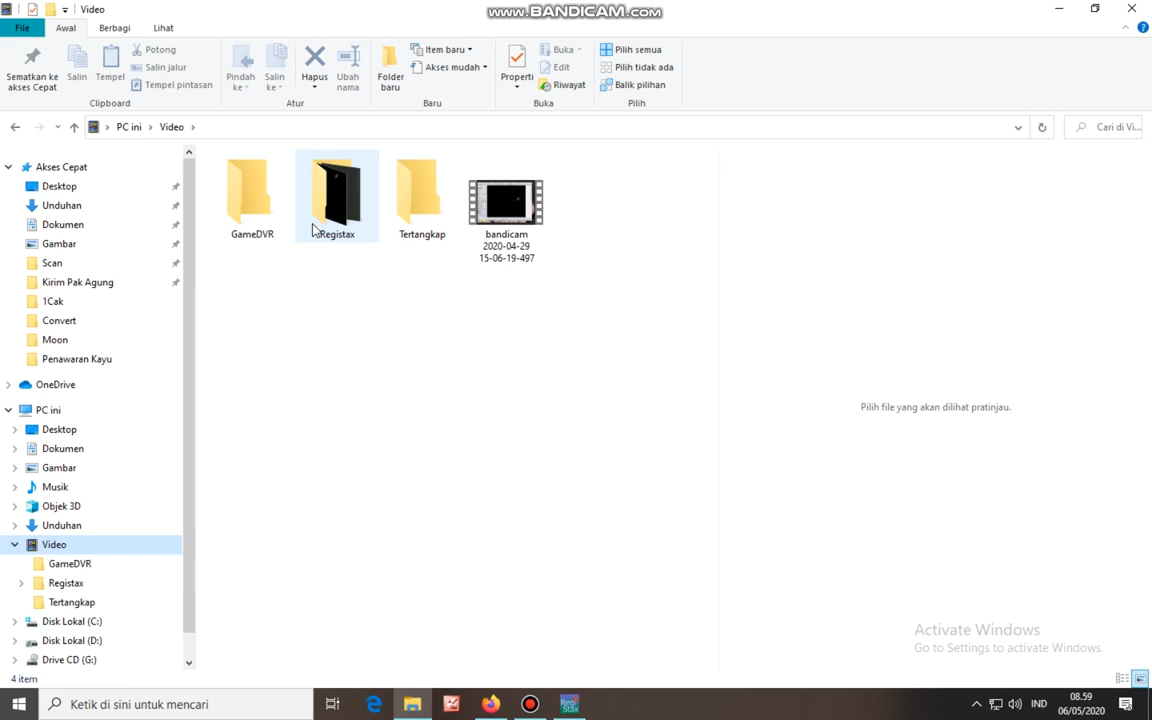 Video
www.BANDICAM.com
File Awal Berbagi Lihat
Sematkan ke akses Cepat
Salin
Tempel
Potong
Salin jalur
Tempel pintasan
Clipboard
Pindah ke
Salin ke
Hapus
Ubah nama
Atur
Folder baru
Item baru
Akses mudah
Baru
Properti
Buka
Edit
Riwayat
Buka
Pilih semua
Pilih tidak ada
Balik pilihan
Pilih
PC ini > Video >
Cari di Vi...
Akses Cepat
Desktop
Unduhan
Dokumen
Gambar
Scan
Kirim Pak Agung
1Cak
Convert
Moon
Penawaran Kayu
OneDrive
PC ini
Desktop
Dokumen
Gambar
Musik
Objek 3D
Unduhan
Video
GameDVR
Registax
Tertangkap
Disk Lokal (C:)
Disk Lokal (D:)
Drive CD (G:)
GameDVR
Registax
Tertangkap
bandicam
2020-04-29
15-06-19-497
Pilih file yang akan dilihat pratinjau.
Activate Windows
Go to Settings to activate Windows.
4 item
Ketik di sini untuk mencari
Reg
Stax
IND
08.59
06/05/2020